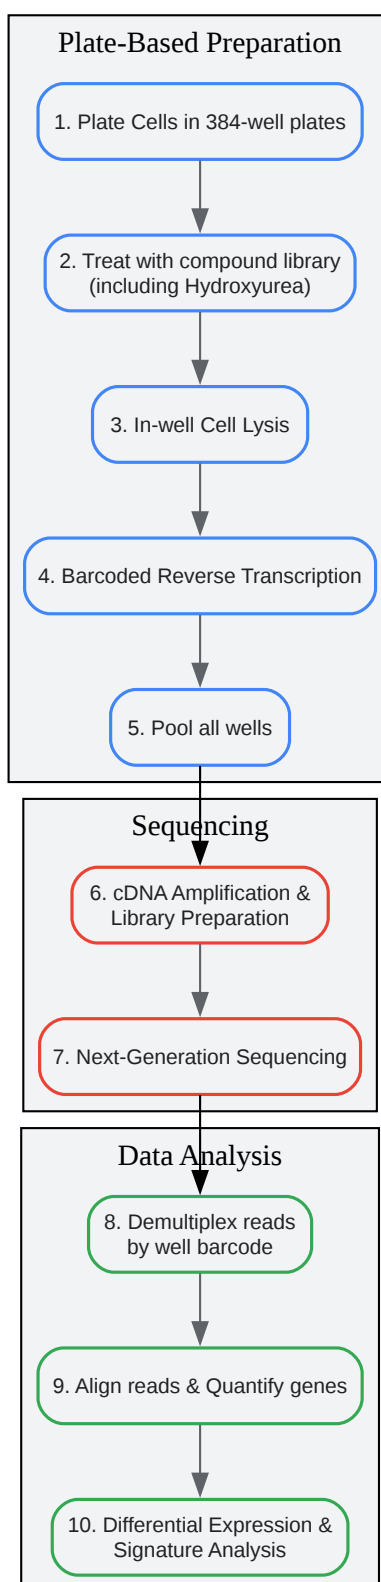 Plate-Based Preparation
1. Plate Cells in 384-well plates
2. Treat with compound library
(including Hydroxyurea)
3. In-well Cell Lysis
4. Barcoded Reverse Transcription
5. Pool all wells
Sequencing
6. cDNA Amplification &
Library Preparation
7. Next-Generation Sequencing
Data Analysis
8. Demultiplex reads
by well barcode
9. Align reads & Quantify genes
10. Differential Expression &
Signature Analysis